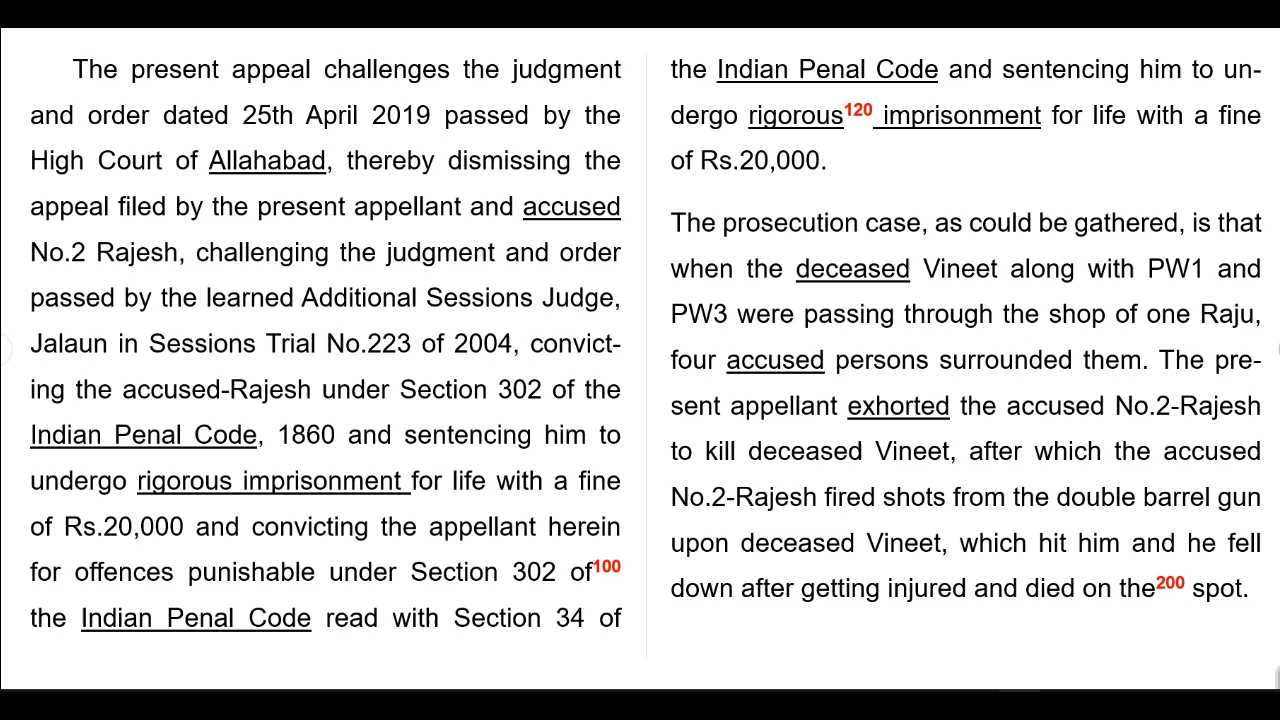 The present appeal challenges the judgment
and order dated 25th April 2019 passed by the
High Court of Allahabad, thereby dismissing the
appeal filed by the present appellant and accused
No.2 Rajesh, challenging the judgment and order
passed by the learned Additional Sessions Judge,
Jalaun in Sessions Trial No.223 of 2004, convict-
ing the accused-Rajesh under Section 302 of the
Indian Penal Code, 1860 and sentencing him to
undergo rigorous imprisonment for life with a fine
of Rs.20,000 and convicting the appellant herein
for offences punishable under Section 302 of100
the Indian Penal Code read with Section 34 of
the Indian Penal Code and sentencing him to un-
dergo rigorous120 imprisonment for life with a fine
of Rs.20,000.
The prosecution case, as could be gathered, is that
when the deceased Vineet along with PW1 and
PW3 were passing through the shop of one Raju,
four accused persons surrounded them. The pre-
sent appellant exhorted the accused No.2-Rajesh
to kill deceased Vineet, after which the accused
No.2-Rajesh fired shots from the double barrel gun
upon deceased Vineet, which hit him and he fell
down after getting injured and died on the200 spot.